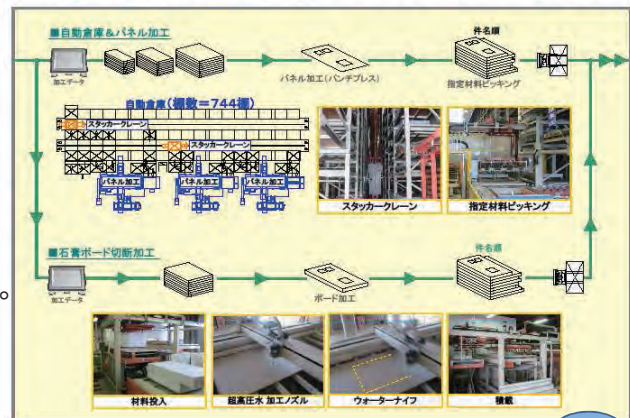 ■自動倉庫&パネル加工
加工データ
パネル加工(パンチプレス)
件名順
指定材料ピッキング
自動倉庫(棚数=744棚)
スタッカークレーン
スタッカークレーン
パネル加工
パネル加工
パネル加工
スタッカークレーン
指定材料ピッキング
■石膏ボード切断加工
加工データ
ボード加工
件名順
。
材料投入
超高圧水 加工ノズル
ウォーターナイフ
積載